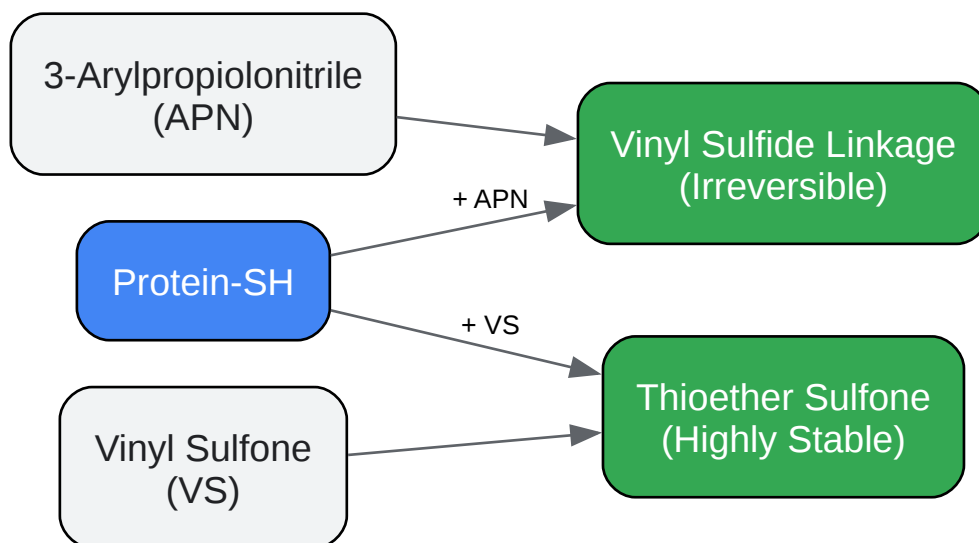 3-Arylpropiolonitrile
(APN)
Vinyl Sulfide Linkage
(Irreversible)
+ APN
Protein-SH
+ VS
Thioether Sulfone
(Highly Stable)
Vinyl Sulfone
(VS)